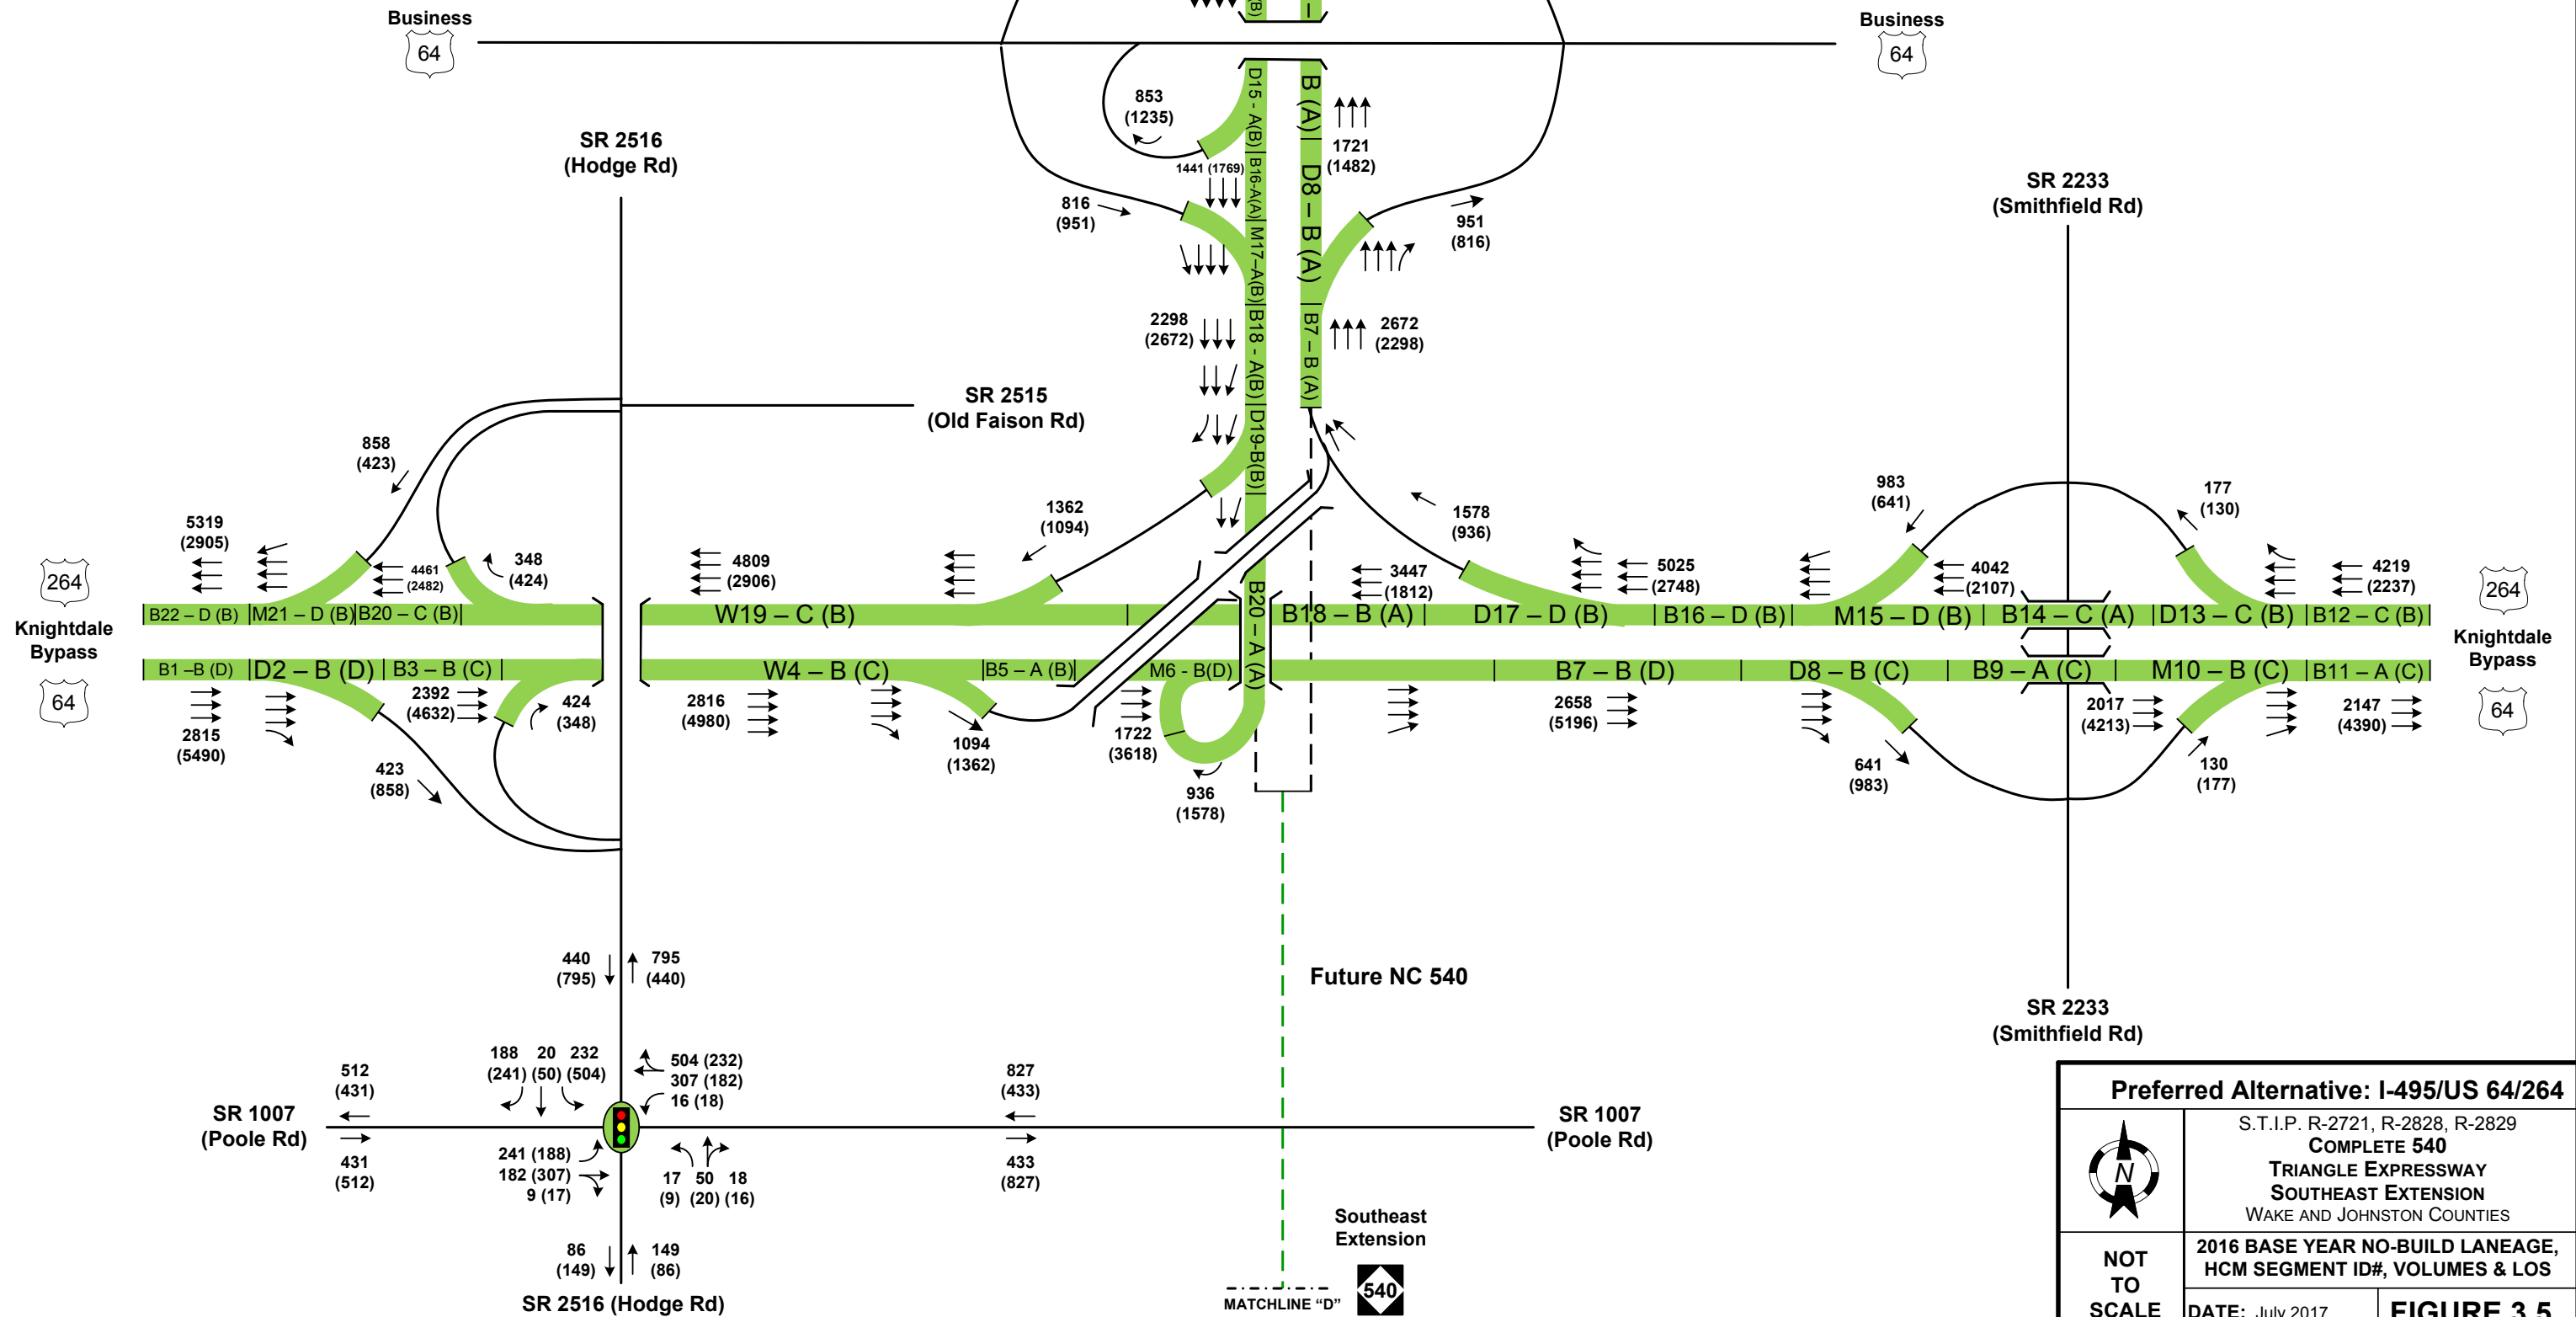 Business
64
Business
64
(B)
853
(1235)
D15 - A(B)
B (A)
1721
(1482)
SR 2516
(Hodge Rd)
1441 (1769)
B16-A(A)
D8 – B (A)
SR 2233
(Smithfield Rd)
816
(951)
M17–A(B)
951
(816)
2298
(2672)
B18 - A(B)
B7 – B (A)
2672
(2298)
SR 2515
(Old Faison Rd)
D19-B(B)
858
(423)
983
(641)
177
(130)
5319
(2905)
1362
(1094)
1578
(936)
264
4461
(2482)
348
(424)
4809
(2906)
3447
(1812)
5025
(2748)
4042
(2107)
4219
(2237)
264
B22 – D (B)
M21 – D (B)
B20 – C (B)
W19 – C (B)
B20 – A (A)
B18 – B (A)
D17 – D (B)
B16 – D (B)
M15 – D (B)
B14 – C (A)
D13 – C (B)
B12 – C (B)
Knightdale
Bypass
Knightdale
Bypass
B1 –B (D)
D2 – B (D)
B3 – B (C)
W4 – B (C)
B5 – A (B)
M6 - B(D)
B7 – B (D)
D8 – B (C)
B9 – A (C)
M10 – B (C)
B11 – A (C)
64
64
2815
(5490)
2392
(4632)
424
(348)
2816
(4980)
1094
(1362)
1722
(3618)
2658
(5196)
2017
(4213)
2147
(4390)
423
(858)
936
(1578)
641
(983)
130
(177)
440
(795)
795
(440)
Future NC 540
SR 2233
(Smithfield Rd)
188 20 232
(241) (50) (504)
504 (232)
307 (182)
16 (18)
512
(431)
827
(433)
SR 1007
(Poole Rd)
SR 1007
(Poole Rd)
431
(512)
241 (188)
182 (307)
9 (17)
17 50 18
(9) (20) (16)
433
(827)
86
(149)
149
(86)
SR 2516 (Hodge Rd)
Southeast
Extension
540
MATCHLINE “D”
Preferred Alternative: I-495/US 64/264
N
S.T.I.P. R-2721, R-2828, R-2829
COMPLETE 540
TRIANGLE EXPRESSWAY
SOUTHEAST EXTENSION
WAKE AND JOHNSTON COUNTIES
NOT
TO
SCALE
2016 BASE YEAR NO-BUILD LANEAGE,
HCM SEGMENT ID#, VOLUMES & LOS
DATE: July 2017
FIGURE 3.5